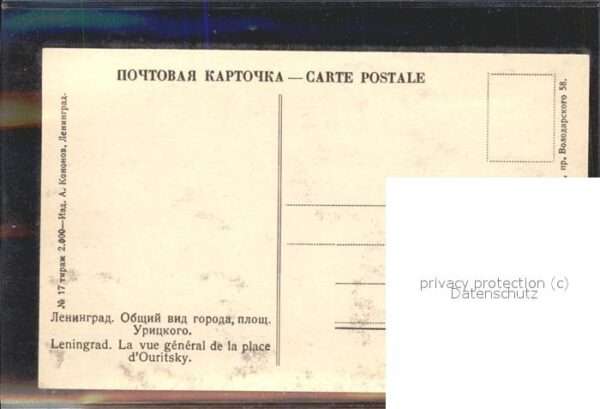 ПОЧТОВАЯ КАРТОЧКА — CARTE POSTALE
№ 17 тираж 2.000—Изд. А. Кононов, Ленинград.
пр. Володарского 58.
Ленинград. Общий вид города, площ.
Урицкого.
Leningrad. La vue général de la place
d'Ouritsky.
privacy protection (c)
Datenschutz